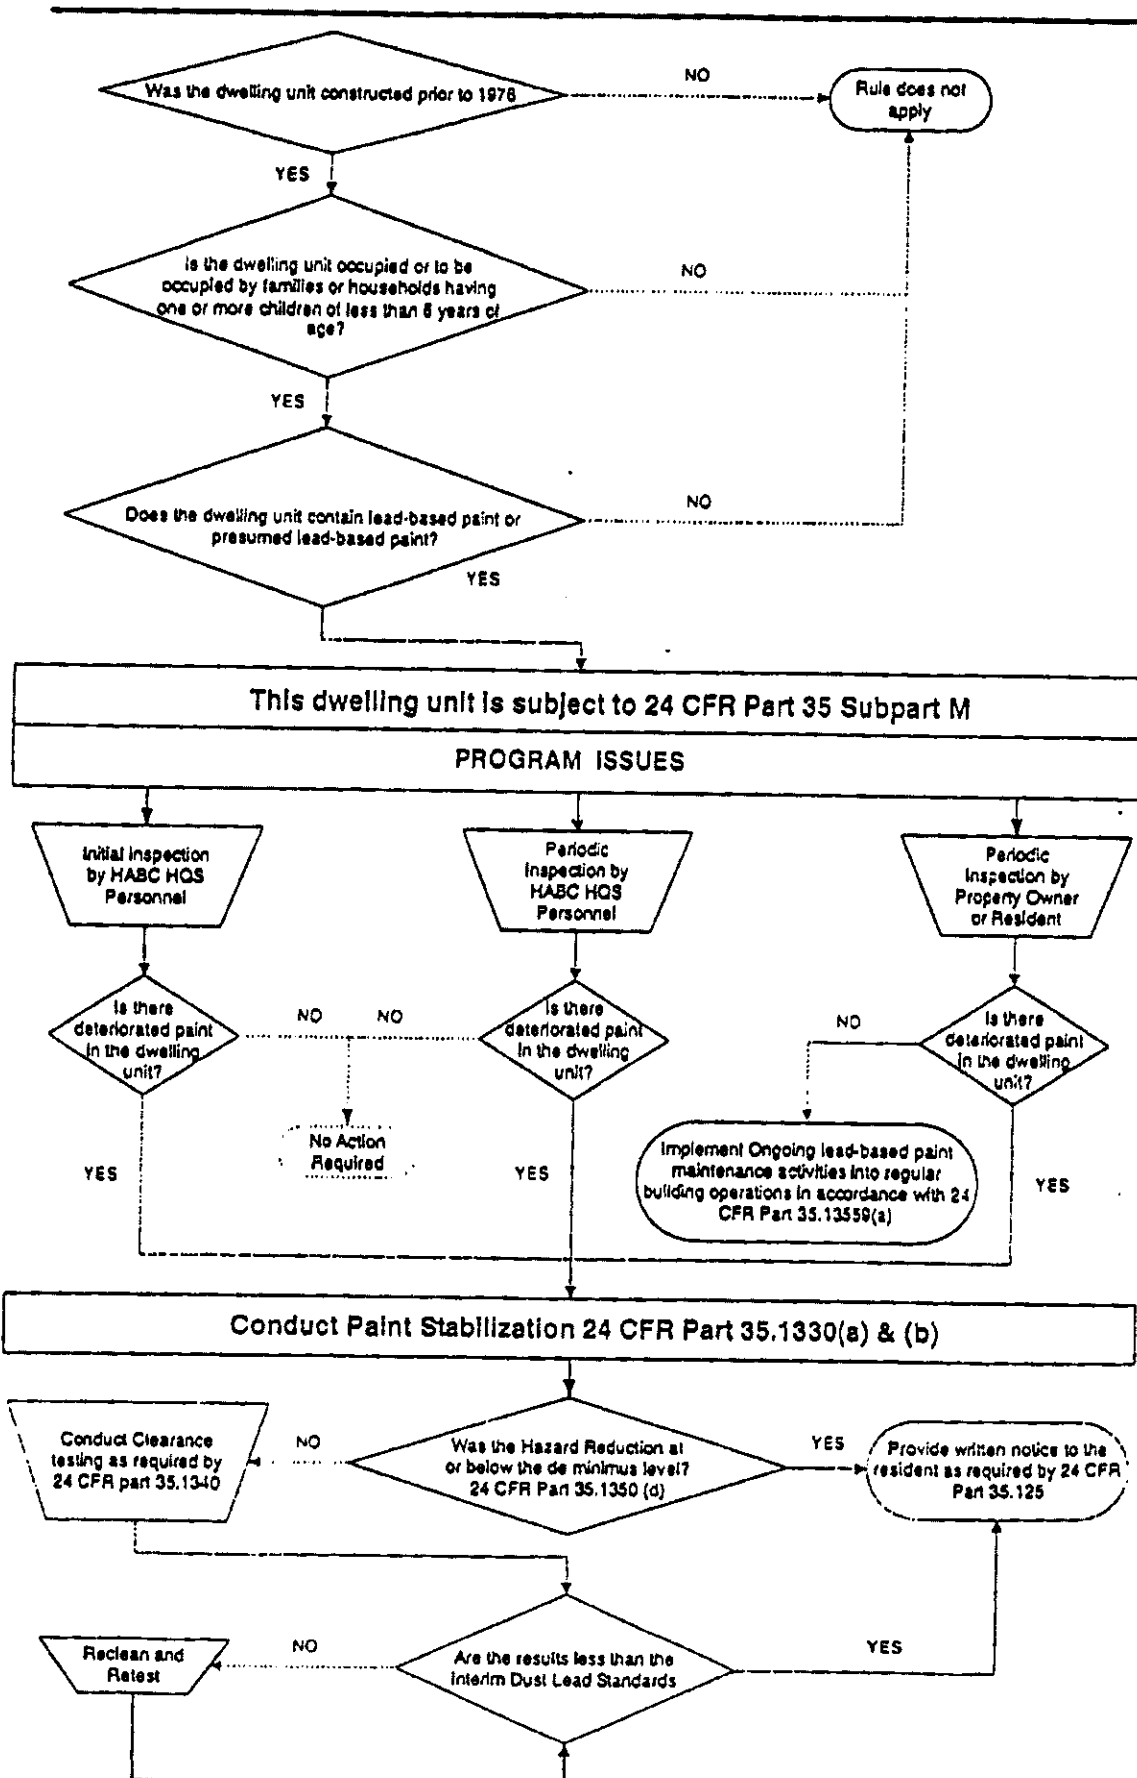 Was the dwelling unit constructed prior to 1978
NO
Rule does not
apply
YES
Is the dwelling unit occupied or to be
occupied by families or households having
one or more children of less than 6 years of
age?
NO
YES
Does the dwelling unit contain lead-based paint or
presumed lead-based paint?
NO
YES
This dwelling unit is subject to 24 CFR Part 35 Subpart M
PROGRAM ISSUES
Initial Inspection
by HABC HQS
Personnel
Periodic
Inspection by
HABC HQS
Personnel
Periodic
Inspection by
Property Owner
or Resident
Is there
deteriorated paint
in the dwelling
unit?
NO
NO
Is there
deteriorated paint
in the dwelling
unit?
NO
Is there
deteriorated paint
in the dwelling
unit?
YES
No Action
Required
YES
Implement Ongoing lead-based paint
maintenance activities into regular
building operations in accordance with 24
CFR Part 35.13559(a)
YES
Conduct Paint Stabilization 24 CFR Part 35.1330(a) & (b)
Conduct Clearance
testing as required by
24 CFR part 35.1340
NO
Was the Hazard Reduction at
or below the de minimus level?
24 CFR Part 35.1350 (d)
YES
Provide written notice to the
resident as required by 24 CFR
Part 35.125
Reclean and
Retest
NO
Are the results less than the
Interim Dust Lead Standards
YES